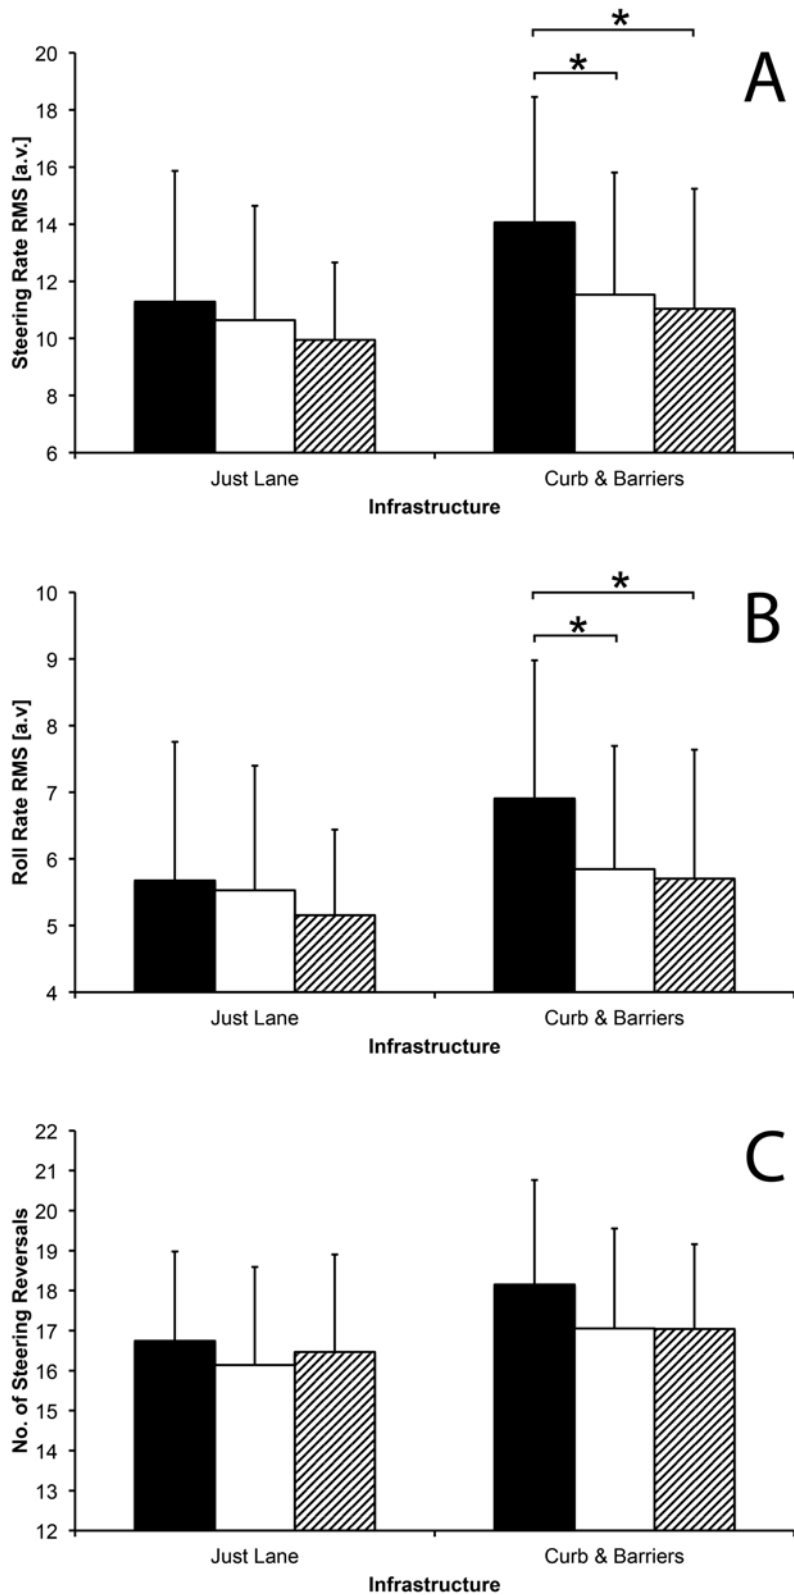 * 
*
A
20
18
16
14
12
10
8
6
Steering Rate RMS [a.v.]
Just Lane Curb & Barriers
Infrastructure
*
*
B
10
9
8
7
6
5
4
Roll Rate RMS [a.v]
Just Lane Curb & Barriers
Infrastructure
C
22
21
20
19
18
17
16
15
14
13
12
No. of Steering Reversals
Just Lane Curb & Barriers
Infrastructure